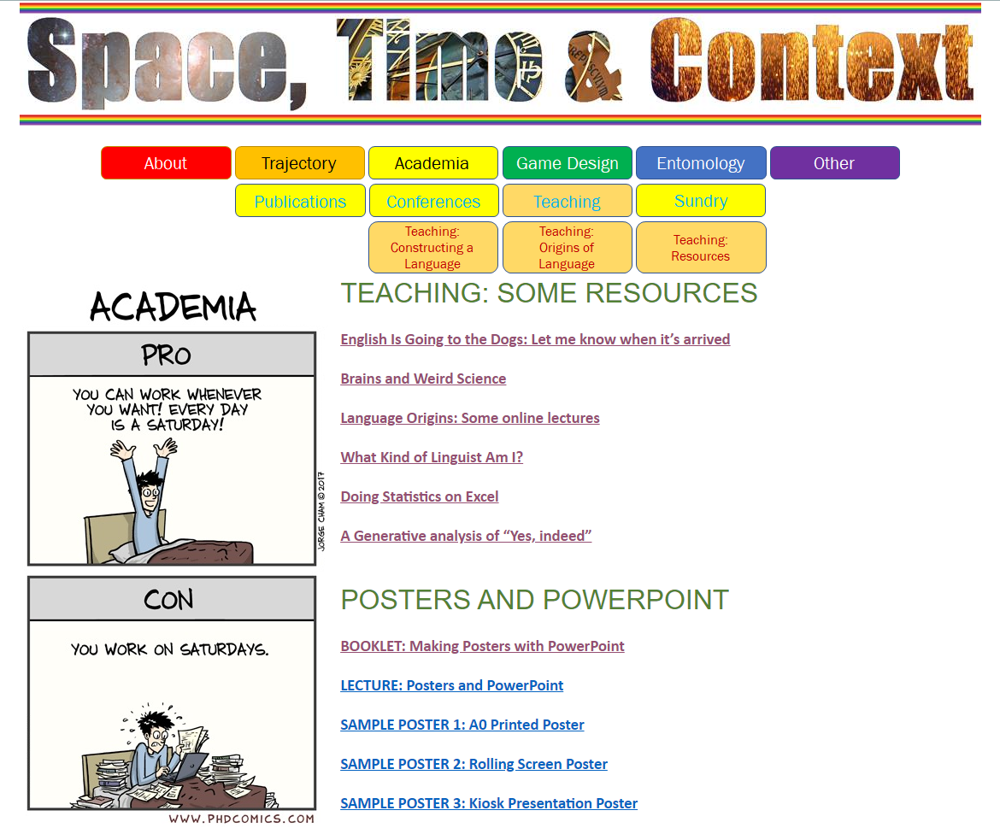 Space, Time & Context
About
Trajectory
Academia
Game Design
Entomology
Other
Publications
Conferences
Teaching
Sundry
Teaching:
Constructing a
Language
Teaching:
Origins of
Language
Teaching:
Resources
ACADEMIA
PRO
YOU CAN WORK WHENEVER
YOU WANT! EVERY DAY
IS A SATURDAY!
JORGE CHAM © 2017
CON
YOU WORK ON SATURDAYS.
WWW.PHDCOMICS.COM
TEACHING: SOME RESOURCES
English Is Going to the Dogs: Let me know when it’s arrived
Brains and Weird Science
Language Origins: Some online lectures
What Kind of Linguist Am I?
Doing Statistics on Excel
A Generative analysis of “Yes, indeed”
POSTERS AND POWERPOINT
BOOKLET: Making Posters with PowerPoint
LECTURE: Posters and PowerPoint
SAMPLE POSTER 1: A0 Printed Poster
SAMPLE POSTER 2: Rolling Screen Poster
SAMPLE POSTER 3: Kiosk Presentation Poster